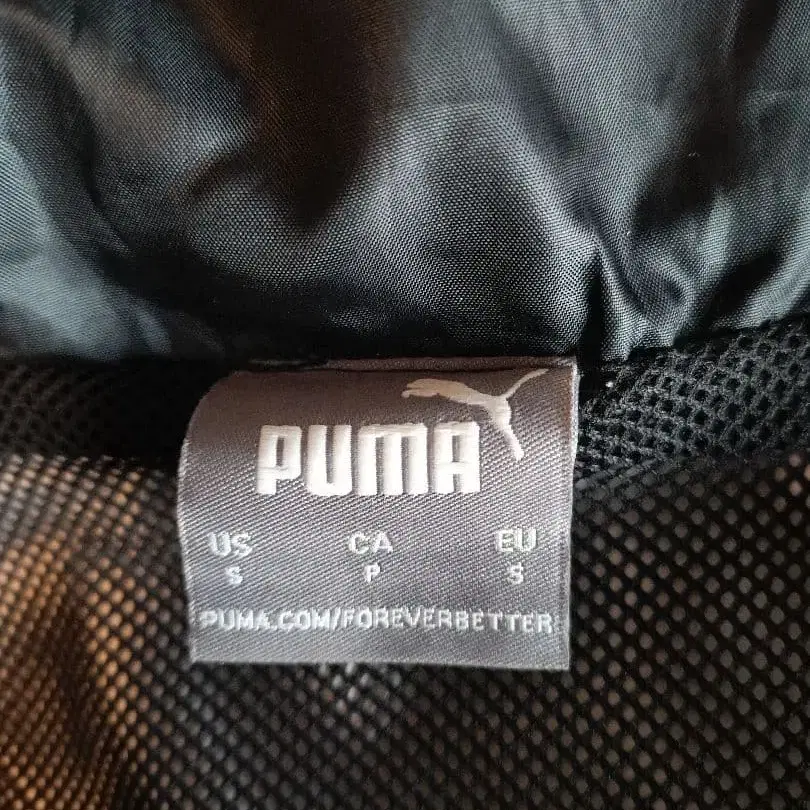 PUMA
US CA EU
S P S
PUMA.COM/FOREVERBETTER